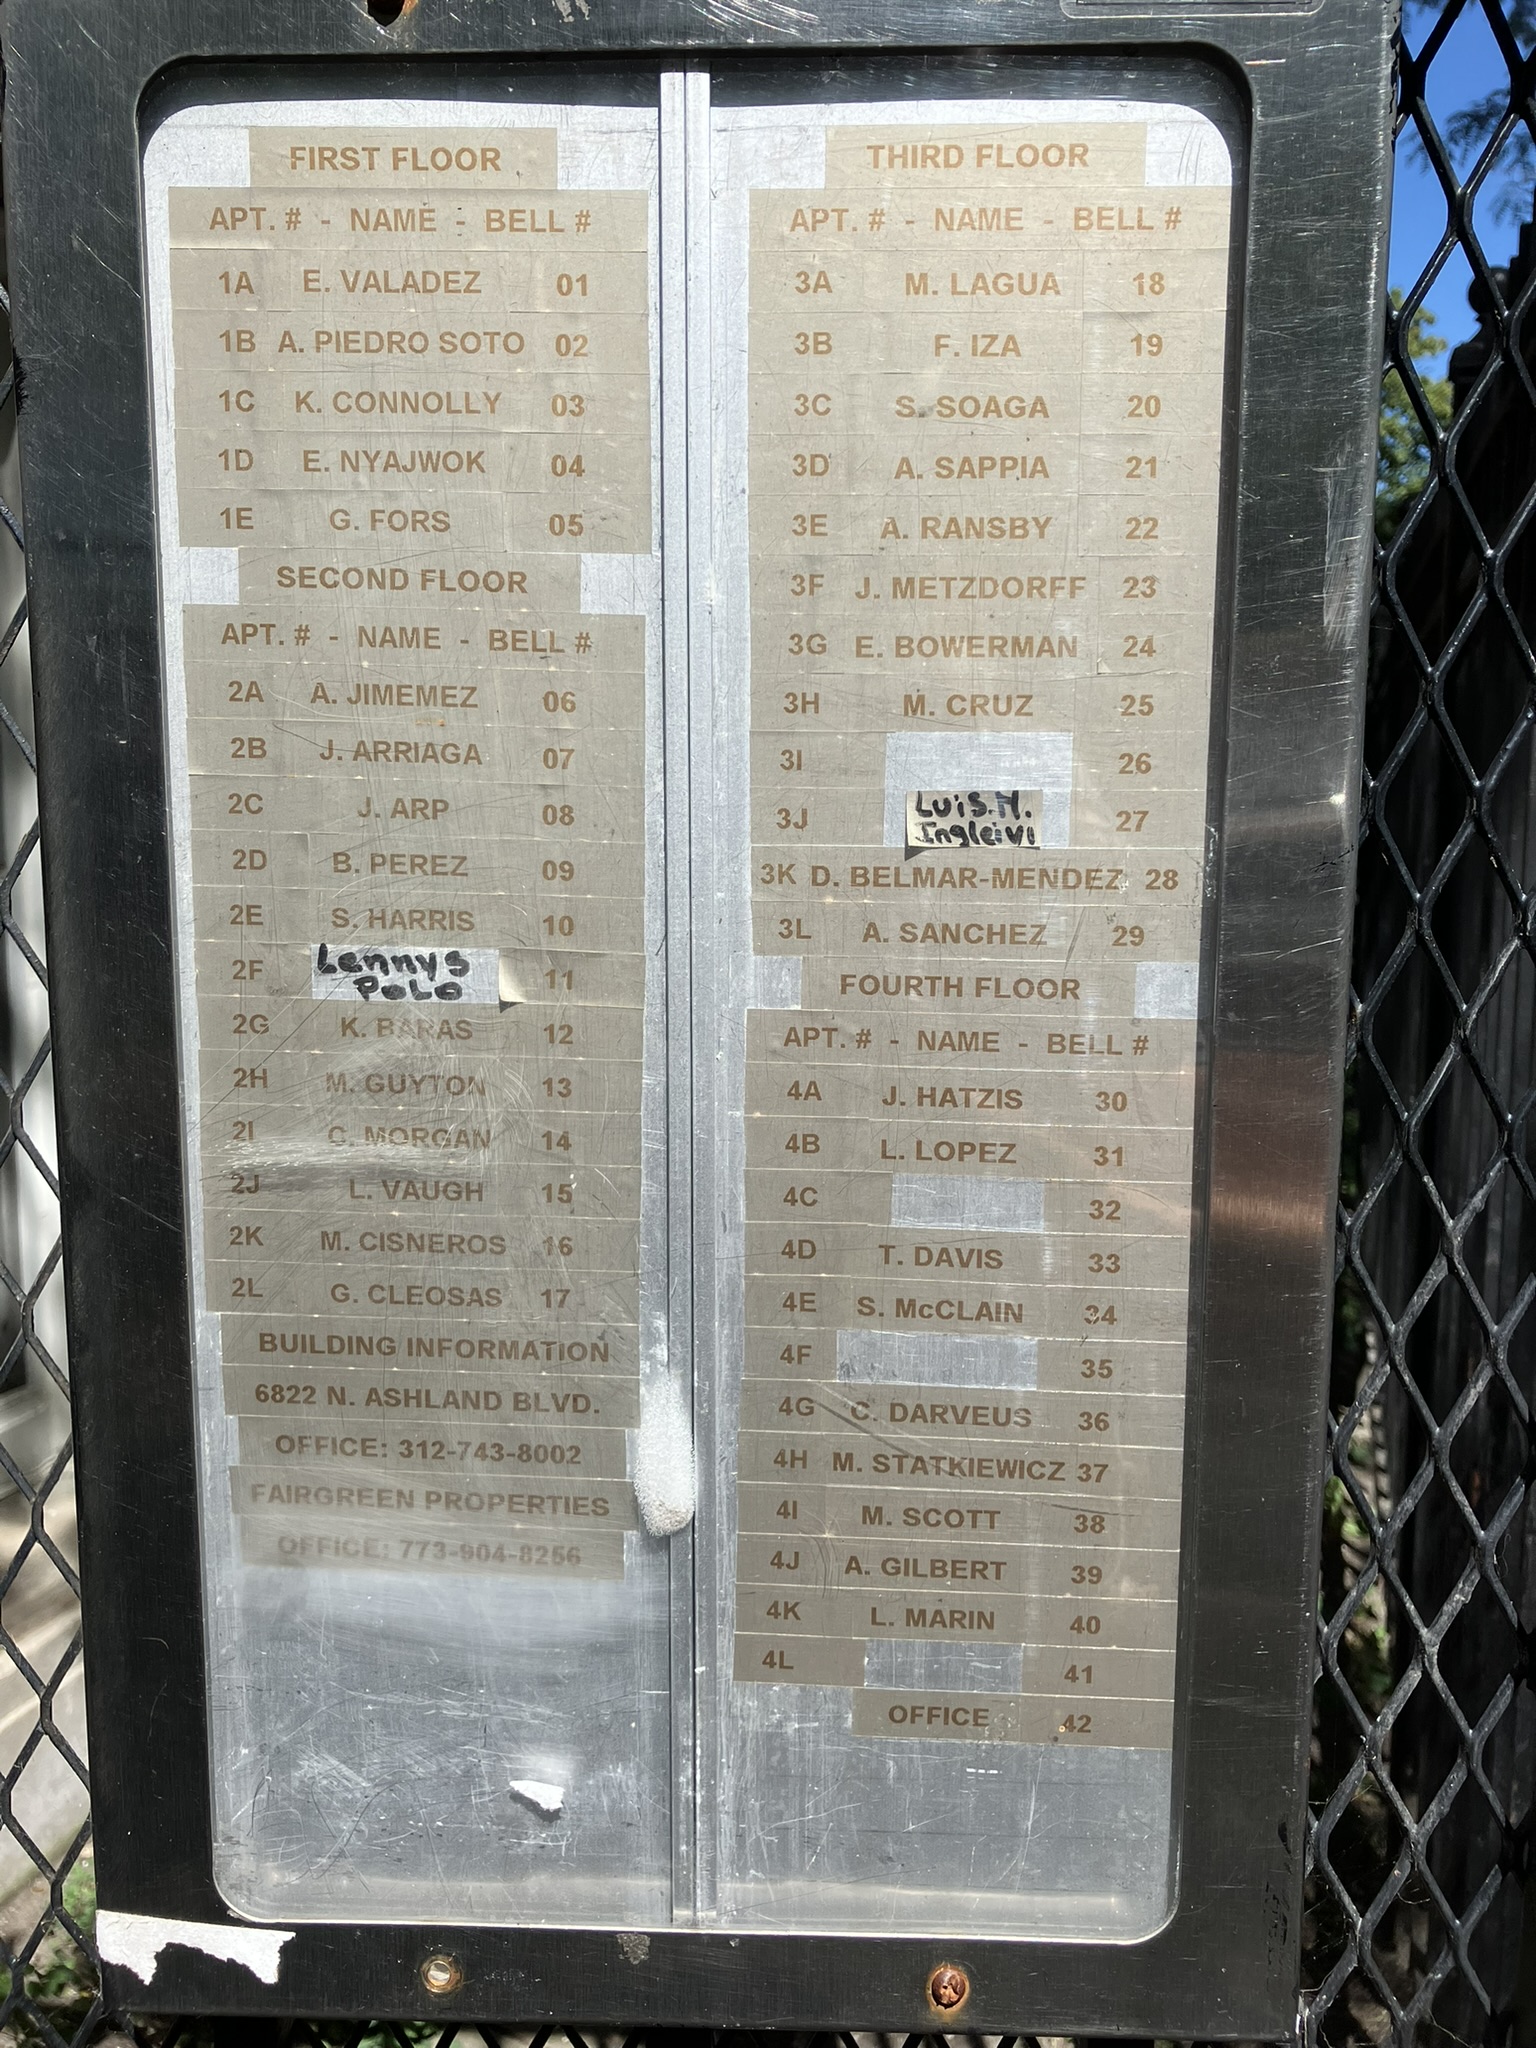 FIRST FLOOR
APT. # - NAME - BELL #
1A E. VALADEZ 01
1B A. PIEDRO SOTO 02
1C K. CONNOLLY 03
1D E. NYAJWOK 04
1E G. FORS 05
SECOND FLOOR
APT. # - NAME - BELL #
2A A. JIMEMEZ 06
2B J. ARRIAGA 07
2C J. ARP 08
2D B. PEREZ 09
2E S. HARRIS 10
2F Lennys POLO 11
2G K. BARAS 12
2H M. GUYTON 13
2I C. MORGAN 14
2J L. VAUGH 15
2K M. CISNEROS 16
2L G. CLEOSAS 17
BUILDING INFORMATION
6822 N. ASHLAND BLVD.
OFFICE: 312-743-8002
FAIRGREEN PROPERTIES
OFFICE: 773-904-8256
THIRD FLOOR
APT. # - NAME - BELL #
3A M. LAGUA 18
3B F. IZA 19
3C S. SOAGA 20
3D A. SAPPIA 21
3E A. RANSBY 22
3F J. METZDORFF 23
3G E. BOWERMAN 24
3H M. CRUZ 25
3I 26
3J Luis.M. Ingleivi 27
3K D. BELMAR-MENDEZ 28
3L A. SANCHEZ 29
FOURTH FLOOR
APT. # - NAME - BELL #
4A J. HATZIS 30
4B L. LOPEZ 31
4C 32
4D T. DAVIS 33
4E S. McCLAIN 34
4F 35
4G C. DARVEUS 36
4H M. STATKIEWICZ 37
4I M. SCOTT 38
4J A. GILBERT 39
4K L. MARIN 40
4L 41
OFFICE 42